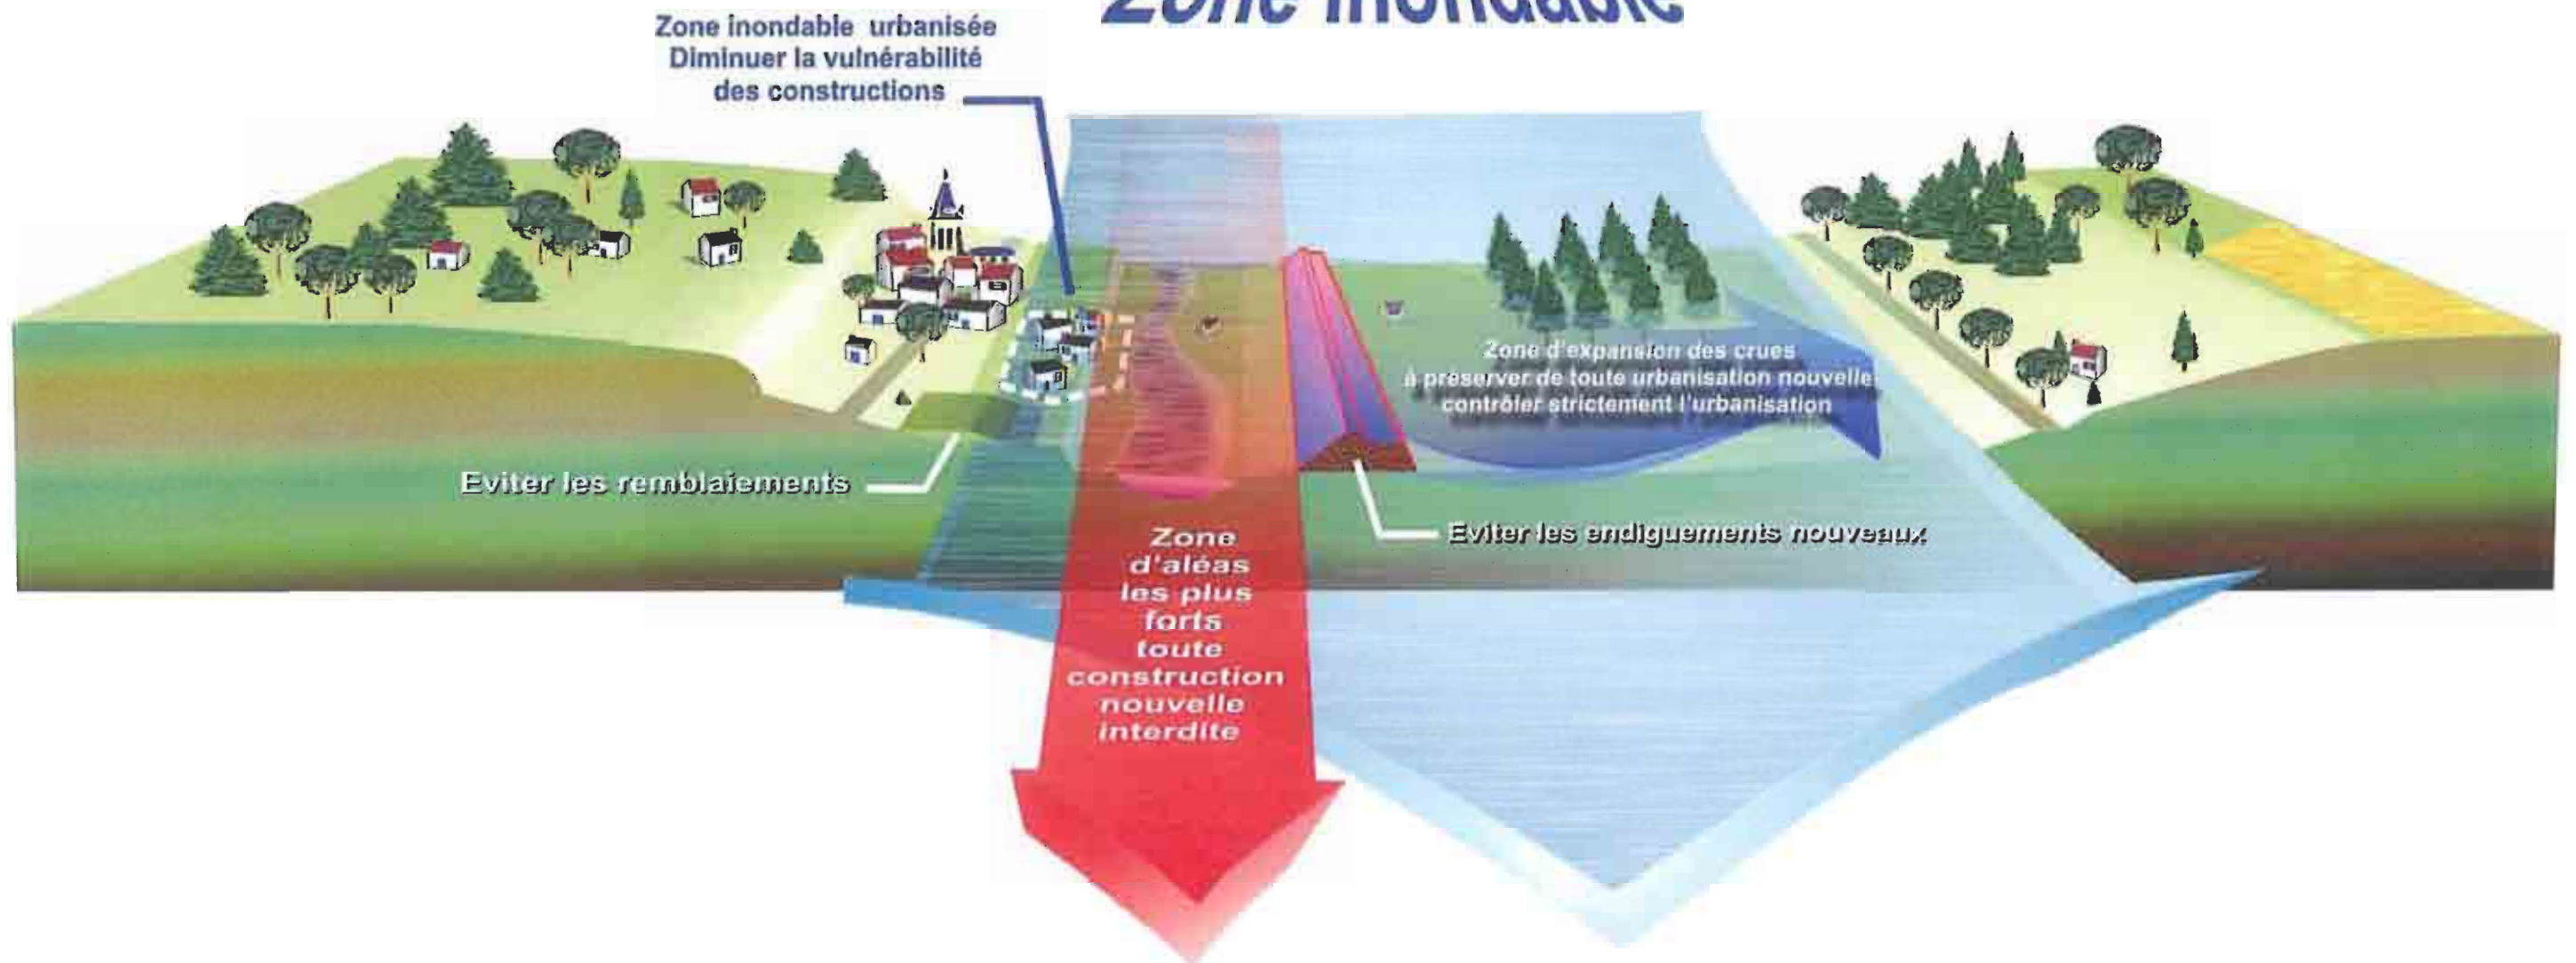 Zone inondable
Zone inondable urbanisée
Diminuer la vulnérabilité
des constructions
Zone d'expansion des crues
à préserver de toute urbanisation nouvelle
contrôler strictement l'urbanisation
Eviter les remblaiements
Eviter les endiguements nouveaux
Zone
d'aléas
les plus
forts
toute
construction
nouvelle
interdite